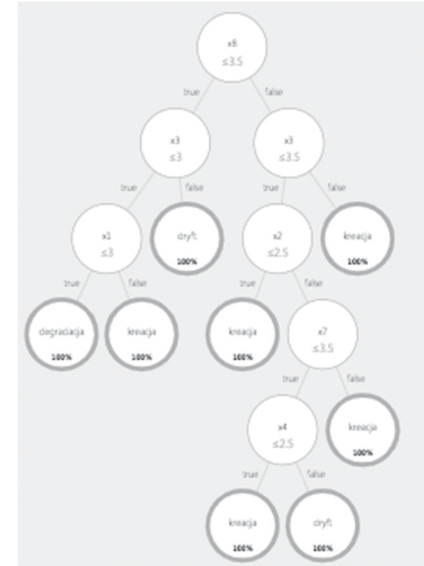 x8
≤3.5
true
false
x3
≤3
x3
≤3.5
true
false
true
false
x1
≤3
dryft
100%
x2
≤2.5
kreacja
100%
true
false
true
false
degradacja
100%
kreacja
100%
kreacja
100%
x7
≤3.5
true
false
x4
≤2.5
kreacja
100%
true
false
kreacja
100%
dryft
100%